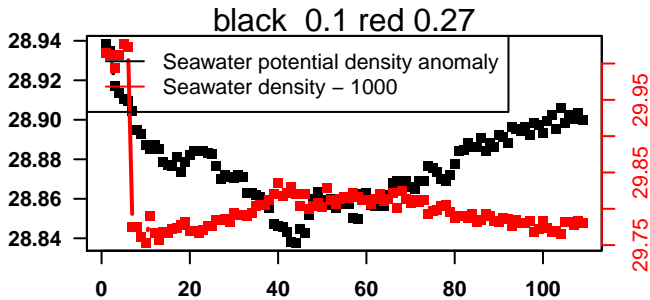 black 0.1 red 0.27
28.94
28.92
28.90
28.88
28.86
28.84
Seawater potential density anomaly
Seawater density − 1000
29.95
29.85
29.75
0 20 40 60 80 100